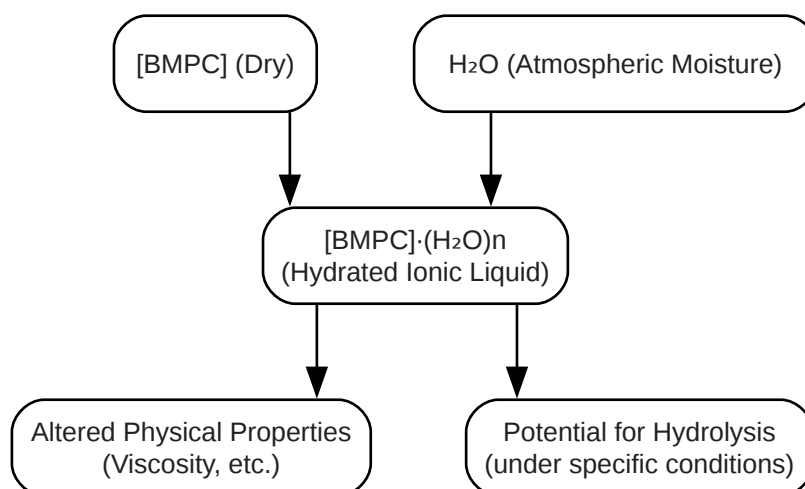 [BMPC] (Dry)
H₂O (Atmospheric Moisture)
[BMPC]·(H₂O)n
(Hydrated Ionic Liquid)
Altered Physical Properties
(Viscosity, etc.)
Potential for Hydrolysis
(under specific conditions)